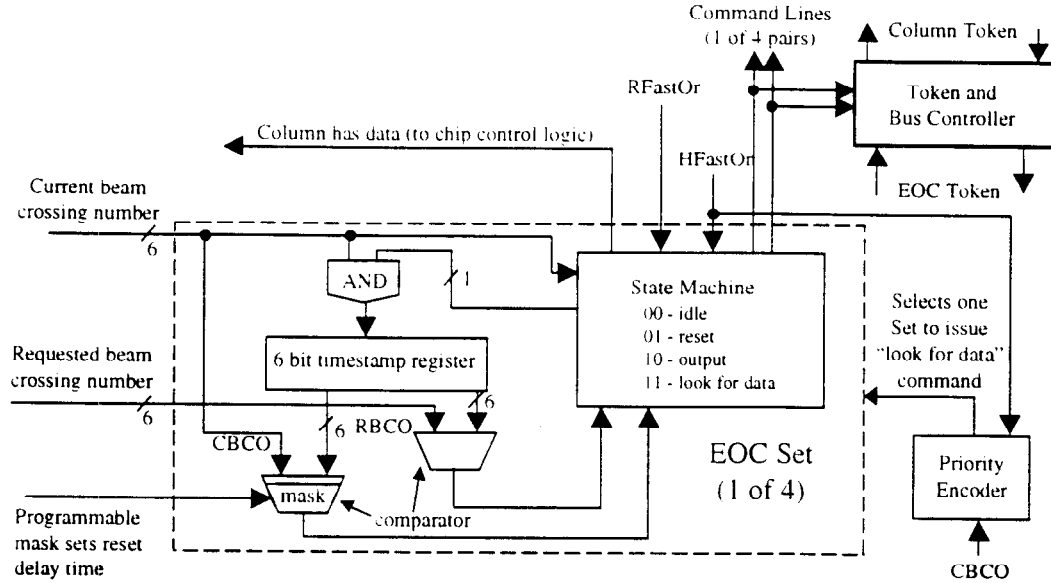 Command Lines
(1 of 4 pairs)
Column Token
RFastOr
Token and
Bus Controller
Column has data (to chip control logic)
HFastOr
EOC Token
Current beam
crossing number
6
AND
1
State Machine
00 - idle
01 - reset
10 - output
11 - look for data
Selects one
Set to issue
"look for data"
command
6 bit timestamp register
Requested beam
crossing number
6
6
6
CBCO
RBCO
EOC Set
(1 of 4)
Priority
Encoder
mask
comparator
Programmable
mask sets reset
delay time
CBCO